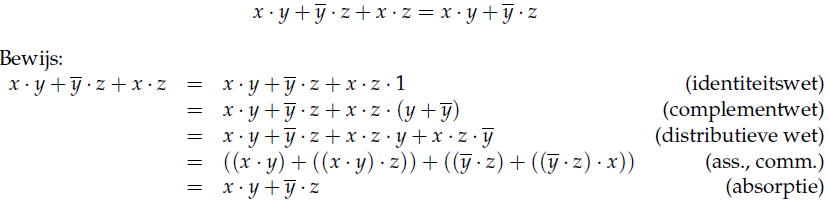 x · y + y̅ · z + x · z = x · y + y̅ · z
Bewijs:
x · y + y̅ · z + x · z = x · y + y̅ · z + x · z · 1 (identiteitswet)
= x · y + y̅ · z + x · z · (y + y̅) (complementwet)
= x · y + y̅ · z + x · z · y + x · z · y̅ (distributieve wet)
= ((x · y) + ((x · y) · z)) + ((y̅ · z) + ((y̅ · z) · x)) (ass., comm.)
= x · y + y̅ · z (absorptie)